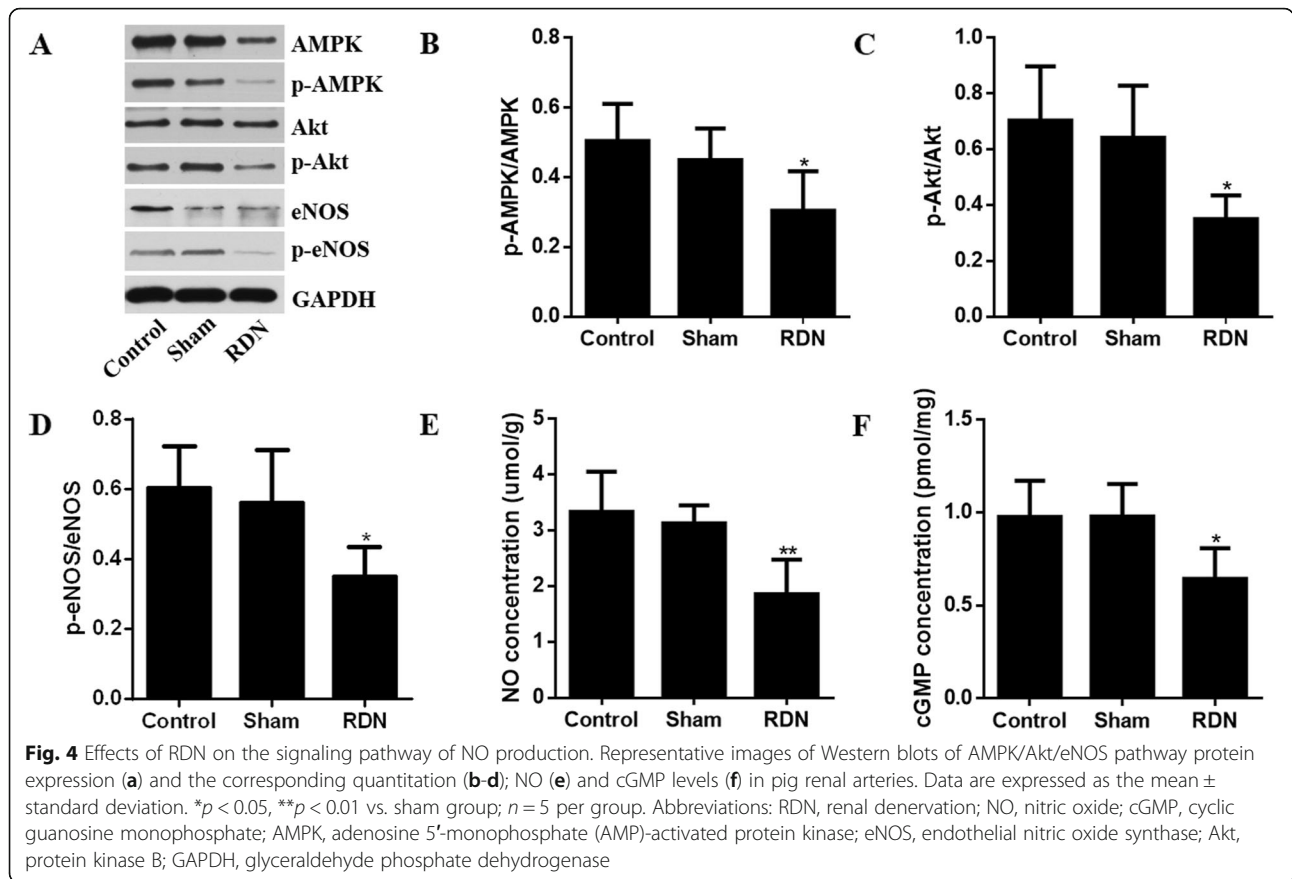 A
AMPK
p-AMPK
Akt
p-Akt
eNOS
p-eNOS
GAPDH
Control Sham RDN
B
p-AMPK/AMPK
0.8
0.6
0.4
0.2
0.0
*
Control Sham RDN
C
p-Akt/Akt
1.0
0.8
0.6
0.4
0.2
0.0
*
Control Sham RDN
D
p-eNOS/eNOS
0.8
0.6
0.4
0.2
0.0
*
Control Sham RDN
E
NO concentration (umol/g)
5
4
3
2
1
0
**
Control Sham RDN
F
cGMP concentration (pmol/mg)
1.5
1.0
0.5
0.0
*
Control Sham RDN
Fig. 4 Effects of RDN on the signaling pathway of NO production. Representative images of Western blots of AMPK/Akt/eNOS pathway protein
expression (a) and the corresponding quantitation (b-d); NO (e) and cGMP levels (f) in pig renal arteries. Data are expressed as the mean ±
standard deviation. *p < 0.05, **p < 0.01 vs. sham group; n = 5 per group. Abbreviations: RDN, renal denervation; NO, nitric oxide; cGMP, cyclic
guanosine monophosphate; AMPK, adenosine 5′-monophosphate (AMP)-activated protein kinase; eNOS, endothelial nitric oxide synthase; Akt,
protein kinase B; GAPDH, glyceraldehyde phosphate dehydrogenase